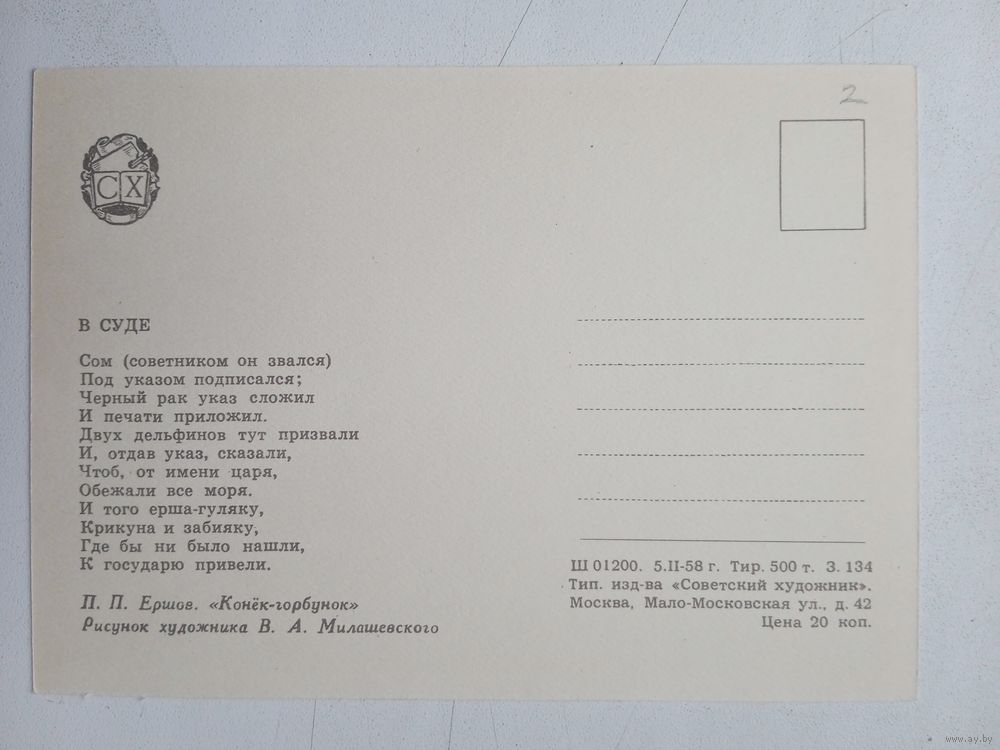 2
СХ
В СУДЕ
Сом (советником он звался)
Под указом подписался;
Черный рак указ сложил
И печати приложил.
Двух дельфинов тут призвали
И, отдав указ, сказали,
Чтоб, от имени царя,
Обежали все моря.
И того ерша-гуляку,
Крикуна и забияку,
Где бы ни было нашли,
К государю привели.
П. П. Ершов. «Конёк-горбунок»
Рисунок художника В. А. Милашевского
Ш 01200. 5.II-58 г. Тир. 500 т. З. 134
Тип. изд-ва «Советский художник».
Москва, Мало-Московская ул., д. 42
Цена 20 коп.
www.ay.by